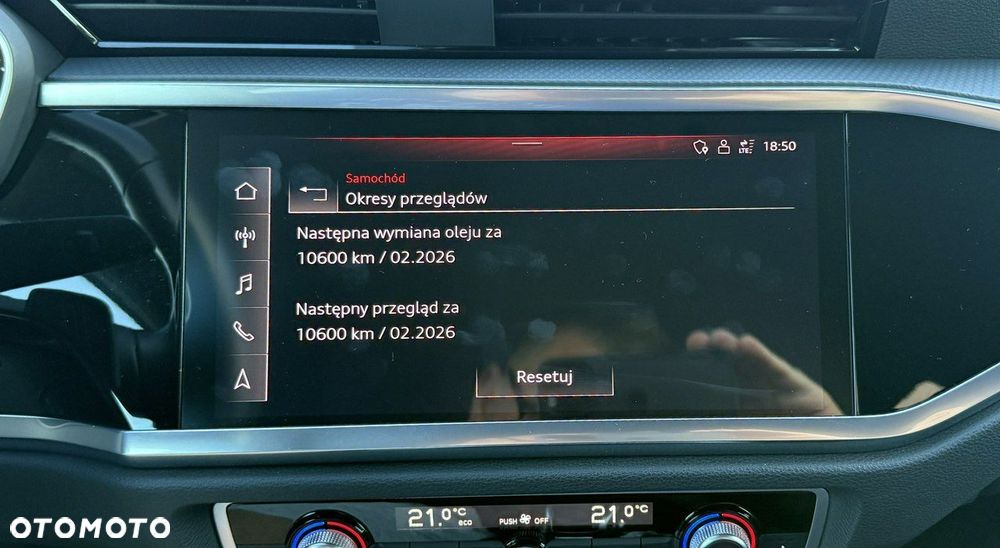 LTE 18:50
Samochód
Okresy przeglądów
Następna wymiana oleju za
10600 km / 02.2026
Następny przegląd za
10600 km / 02.2026
Resetuj
21.0°C eco
PUSH OFF
21.0°C
OTOMOTO